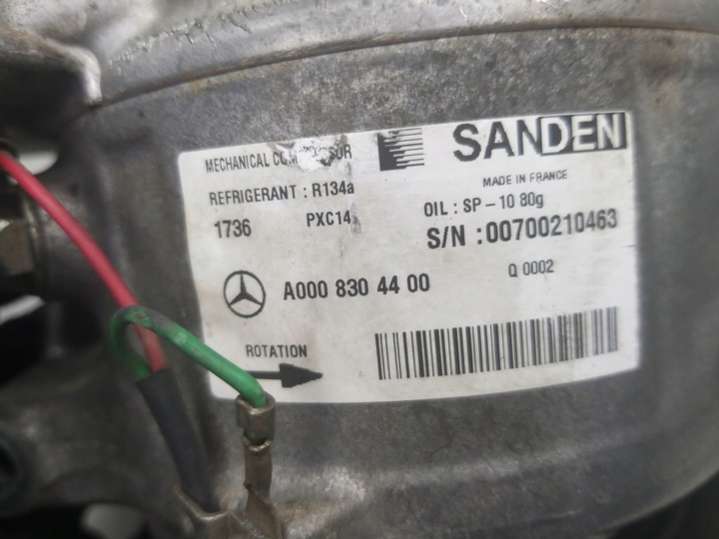 MECHANICAL COMPRESSOR
SANDEN
MADE IN FRANCE
REFRIGERANT : R134a
OIL : SP - 10 80g
1736 PXC14
S/N : 00700210463
A000 830 44 00
Q 0002
ROTATION